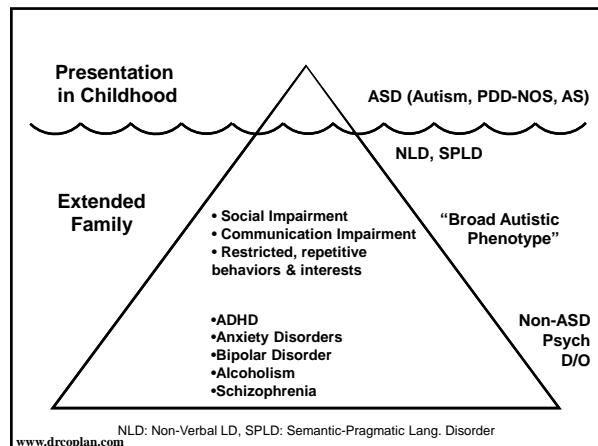 Presentation
in Childhood
ASD (Autism, PDD-NOS, AS)
NLD, SPLD
Extended
Family
• Social Impairment
• Communication Impairment
• Restricted, repetitive
behaviors & interests
“Broad Autistic
Phenotype”
•ADHD
•Anxiety Disorders
•Bipolar Disorder
•Alcoholism
•Schizophrenia
Non-ASD
Psych
D/O
NLD: Non-Verbal LD, SPLD: Semantic-Pragmatic Lang. Disorder
www.drcoplan.com